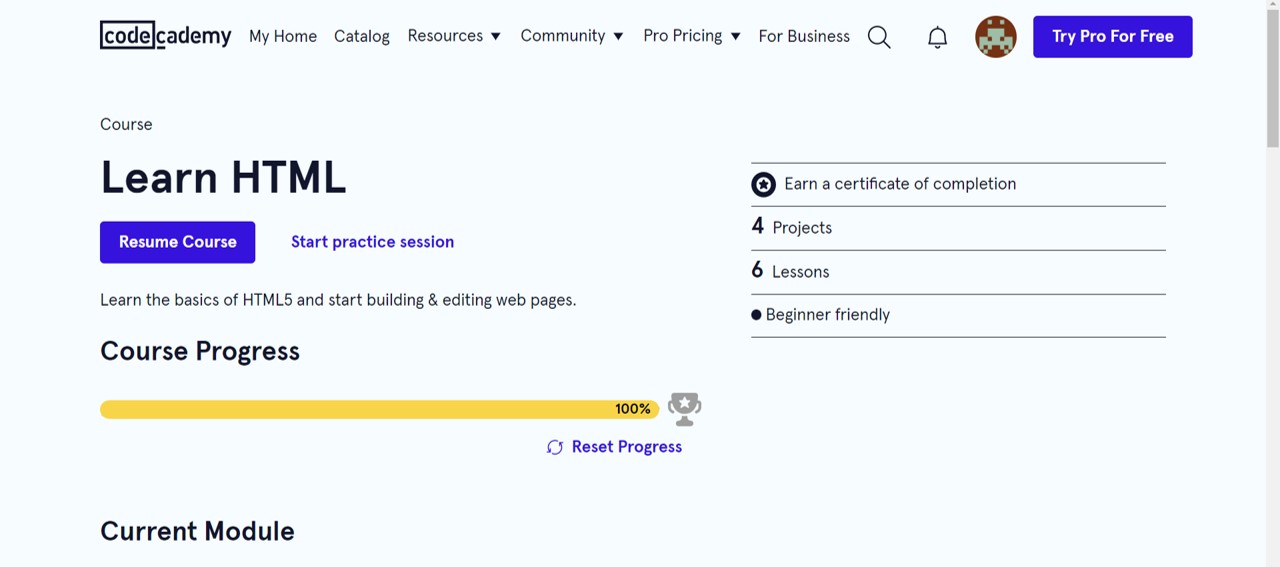 codecademy My Home Catalog Resources Community Pro Pricing For Business Try Pro For Free
Course
Learn HTML
Resume Course Start practice session
Learn the basics of HTML5 and start building & editing web pages.
Course Progress
100%
Reset Progress
Current Module
Earn a certificate of completion
4 Projects
6 Lessons
Beginner friendly